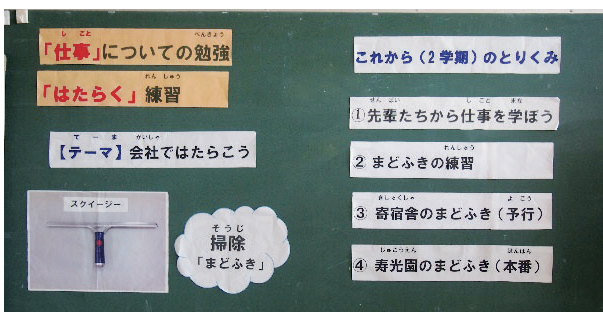 「仕事」についての勉強
「はたらく」練習
【テーマ】会社ではたらこう
スクイージー
掃除
「まどふき」
これから(2学期)のとりくみ
①先輩たちから仕事を学ぼう
②まどふきの練習
③寄宿舎のまどふき(予行)
④寿光園のまどふき(本番)